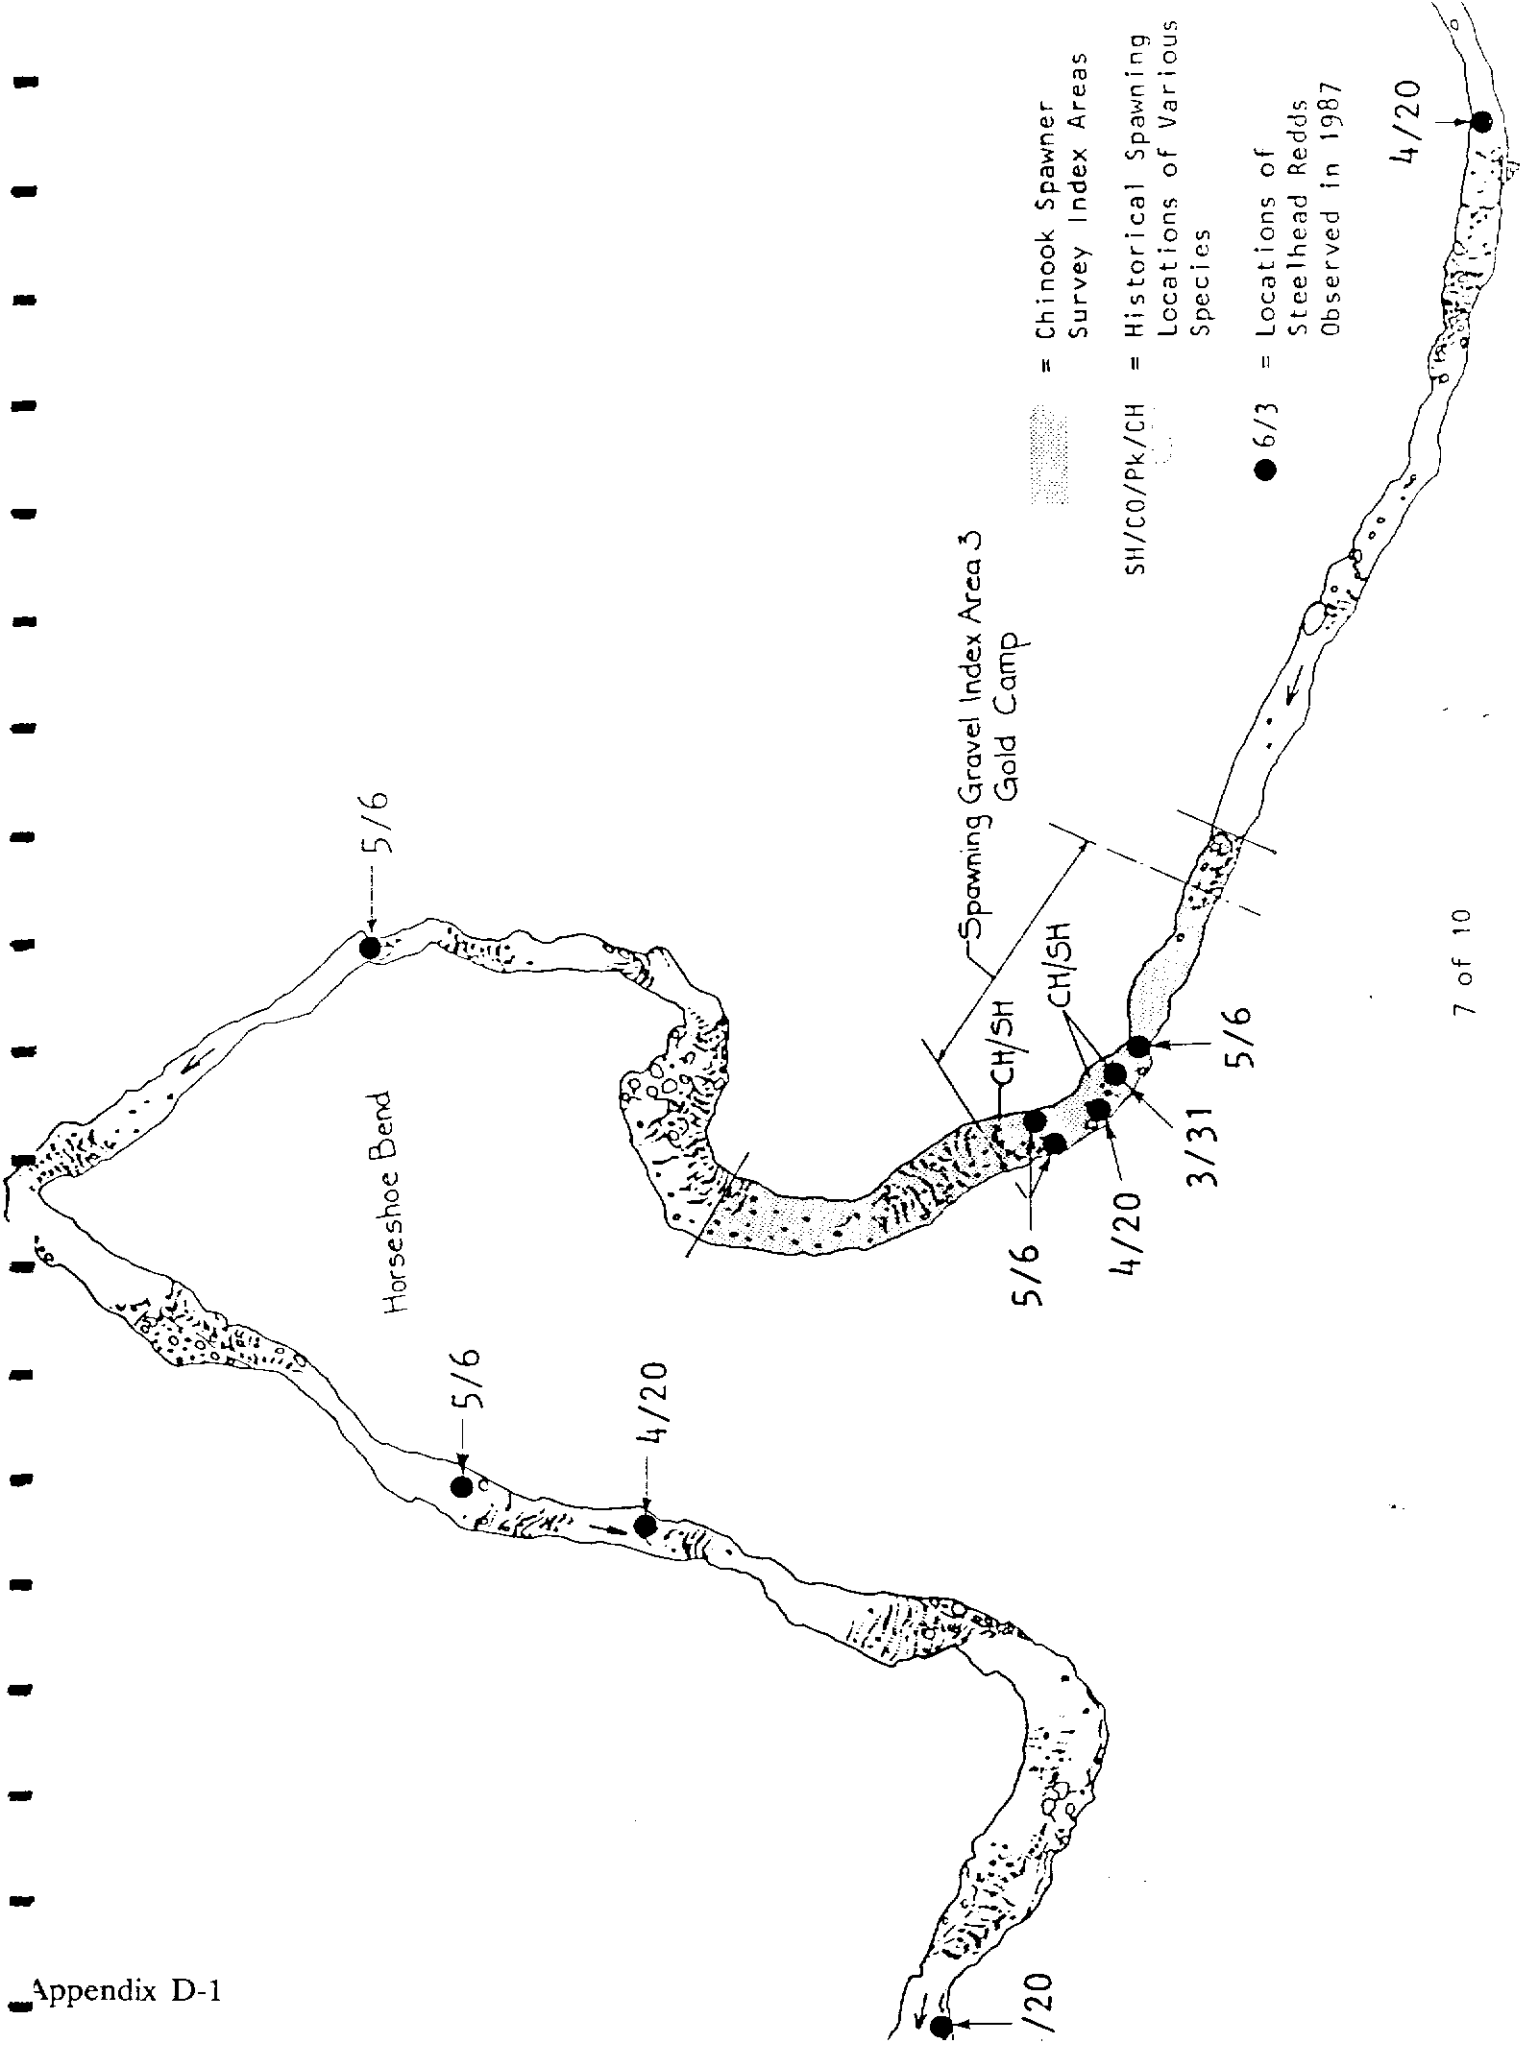 5/6
Horseshoe Bend
5/6
4/20
Spawning Gravel Index Area 3
Gold Camp
CH/SH
CH/SH
5/6
4/20
3/31
5/6
/20
4/20
= Chinook Spawner
Survey Index Areas
SH/CO/Pk/CH = Historical Spawning
Locations of Various
Species
6/3 = Locations of
Steelhead Redds
Observed in 1987
7 of 10
Appendix D-1